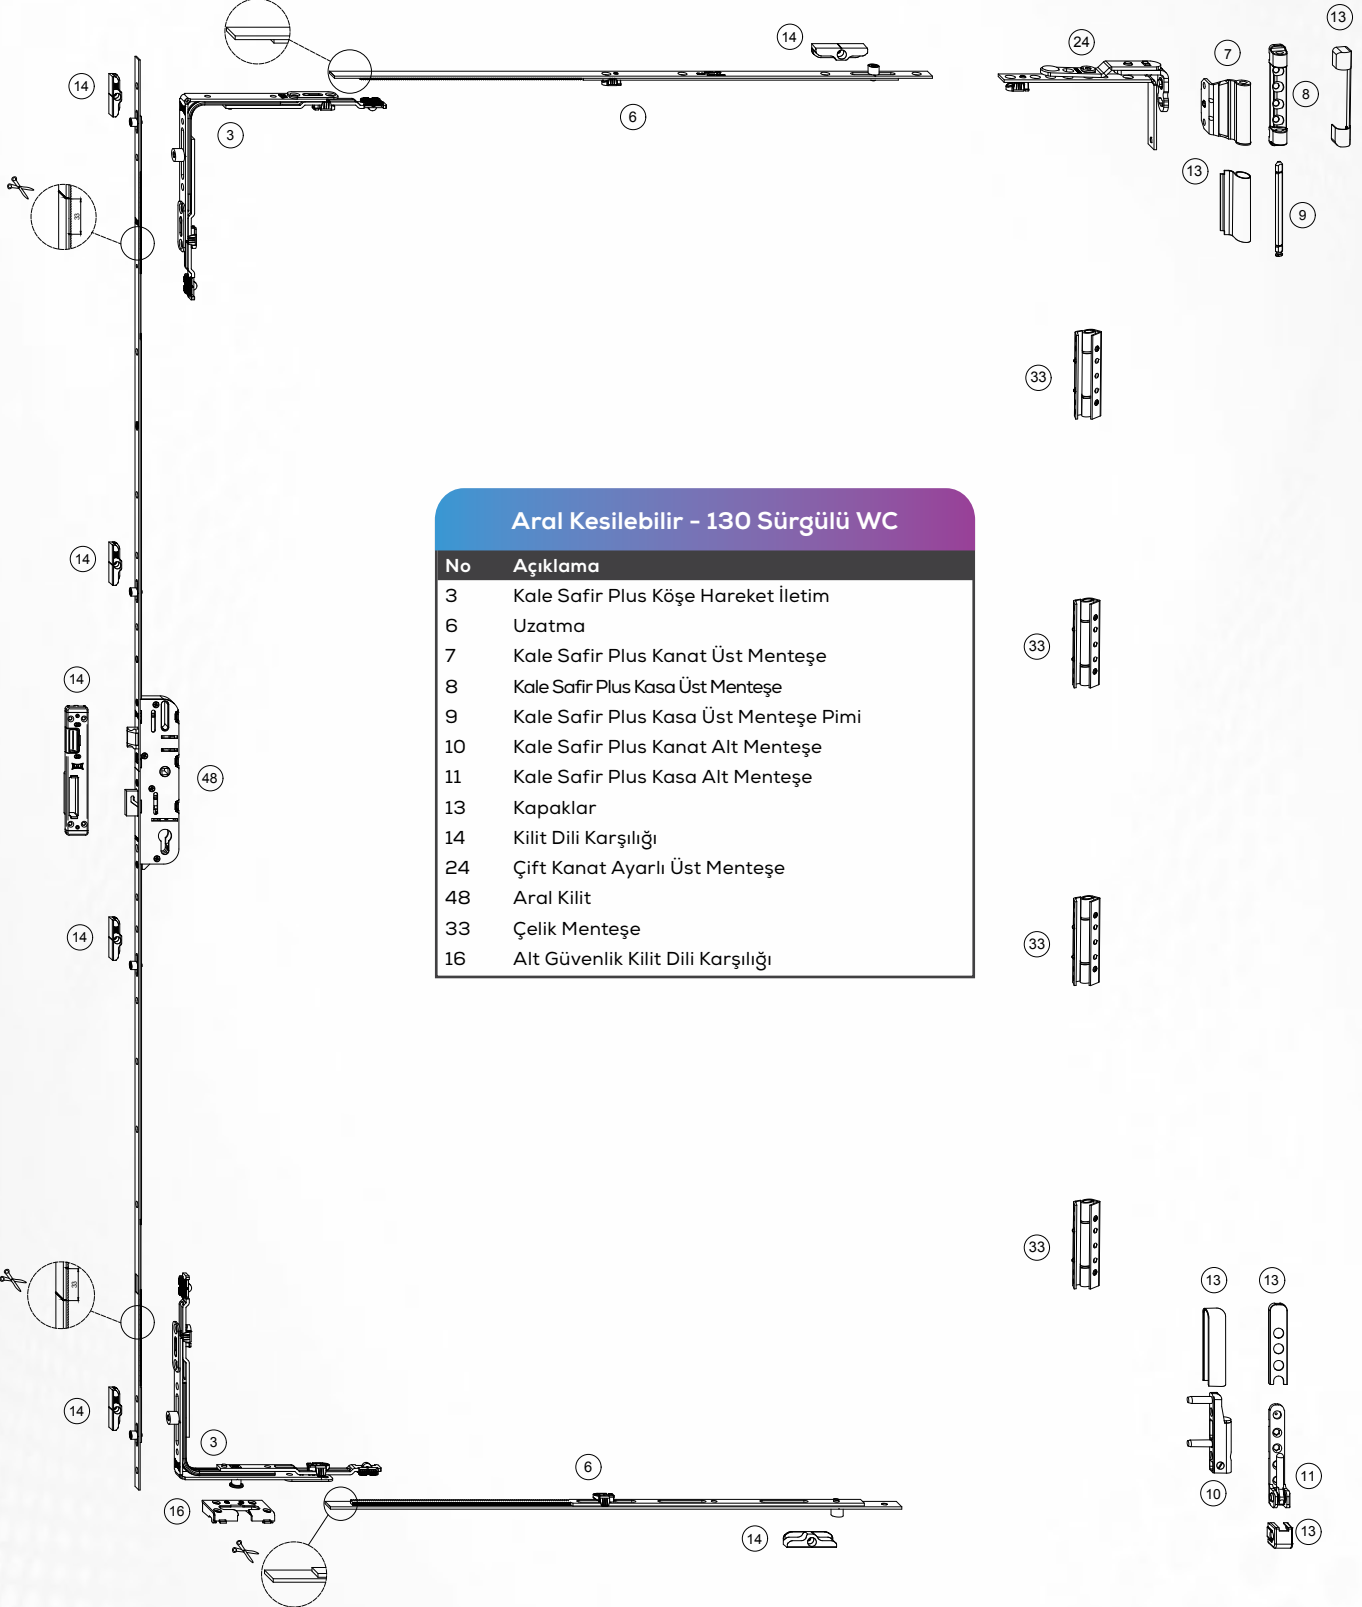 13
14
24
7
14
8
6
3
13
9
33
33
14
33
14
48
Aral Kesilebilir - 130 Sürgülü WC
No Açıklama
3 Kale Safir Plus Köşe Hareket İletim
6 Uzatma
7 Kale Safir Plus Kanat Üst Menteşe
8 Kale Safir Plus Kasa Üst Menteşe
9 Kale Safir Plus Kasa Üst Menteşe Pimi
10 Kale Safir Plus Kanat Alt Menteşe
11 Kale Safir Plus Kasa Alt Menteşe
13 Kapaklar
14 Kilit Dili Karşılığı
24 Çift Kanat Ayarlı Üst Menteşe
48 Aral Kilit
33 Çelik Menteşe
16 Alt Güvenlik Kilit Dili Karşılığı
33
14
33
33
33
13
13
14
3
6
11
10
16
14
13